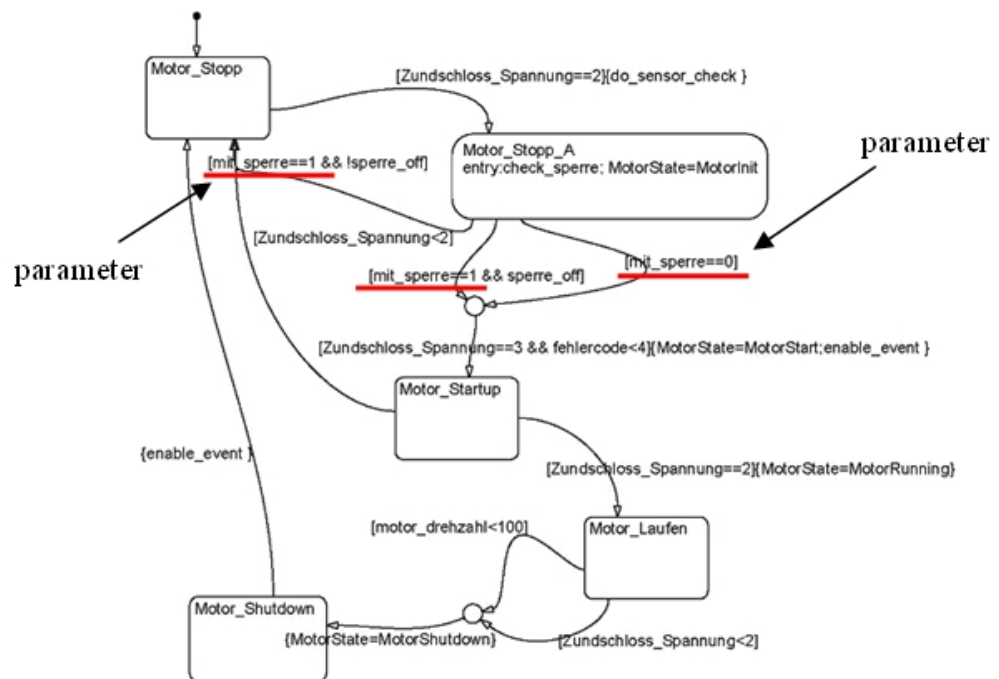 Motor_Stopp
[Zundschloss_Spannung==2]{do_sensor_check }
parameter
Motor_Stopp_A
entry:check_sperre; MotorState=MotorInit
[mit_sperre==1 && !sperre_off]
parameter
[Zundschloss_Spannung<2]
[mit_sperre==0]
[mit_sperre==1 && sperre_off]
[Zundschloss_Spannung==3 && fehlercode<4]{MotorState=MotorStart;enable_event }
Motor_Startup
{enable_event }
[Zundschloss_Spannung==2]{MotorState=MotorRunning}
[motor_drehzahl<100]
Motor_Laufen
Motor_Shutdown
{MotorState=MotorShutdown}
[Zundschloss_Spannung<2]